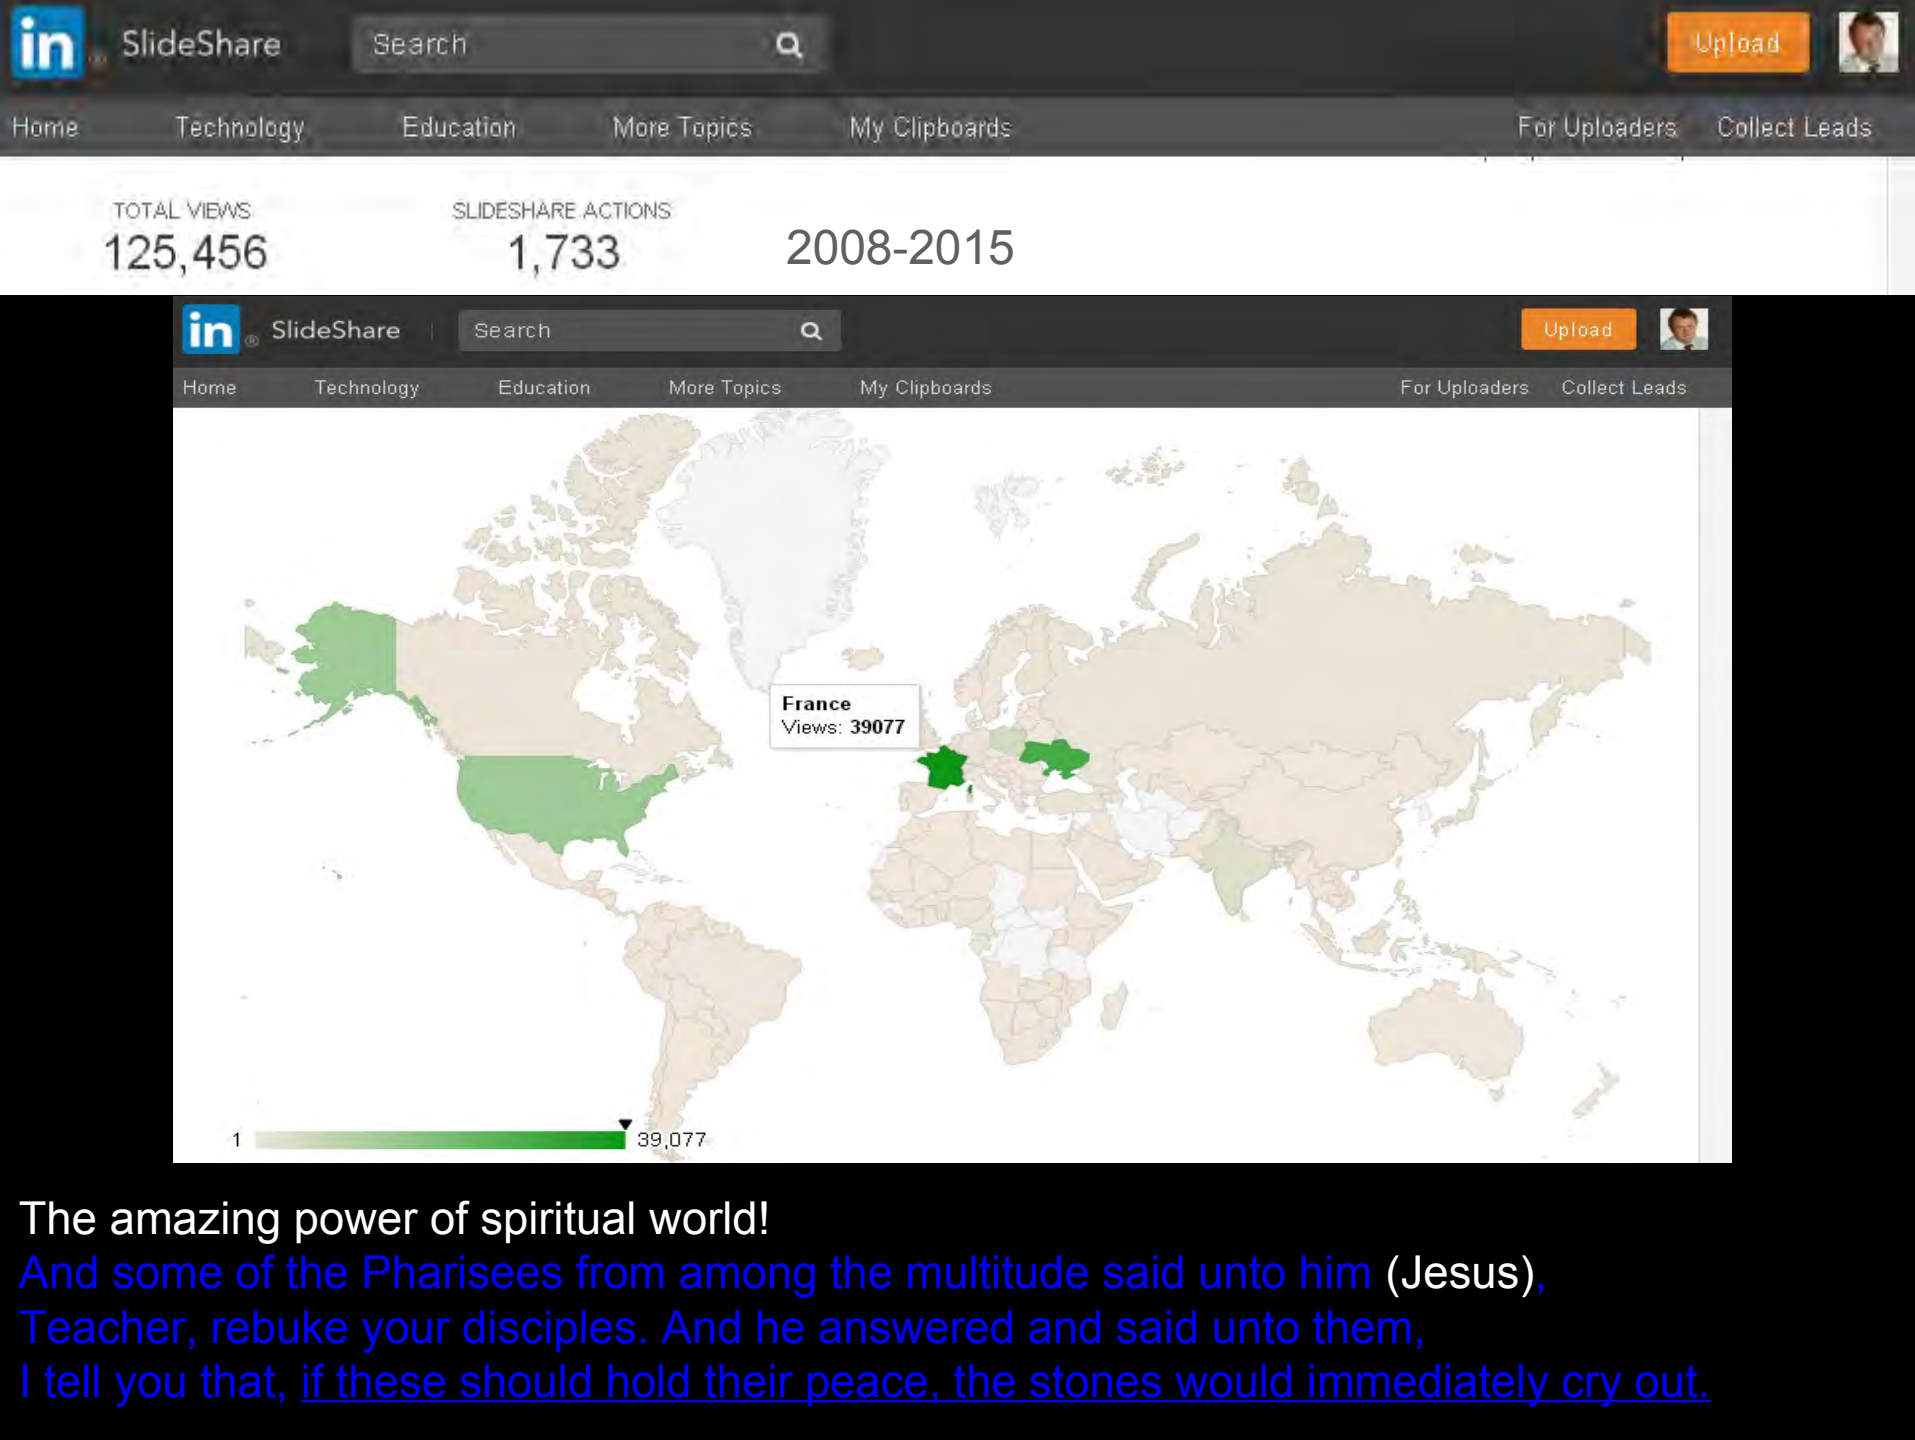 in ® SlideShare Search Upload
Home Technology Education More Topics My Clipboards For Uploaders Collect Leads
TOTAL VIEWS SLIDESHARE ACTIONS
125,456 1,733 2008-2015
in ® SlideShare Search Upload
Home Technology Education More Topics My Clipboards For Uploaders Collect Leads
France
Views: 39077
1 39,077
The amazing power of spiritual world!
And some of the Pharisees from among the multitude said unto him (Jesus),
Teacher, rebuke your disciples. And he answered and said unto them,
I tell you that, if these should hold their peace, the stones would immediately cry out.